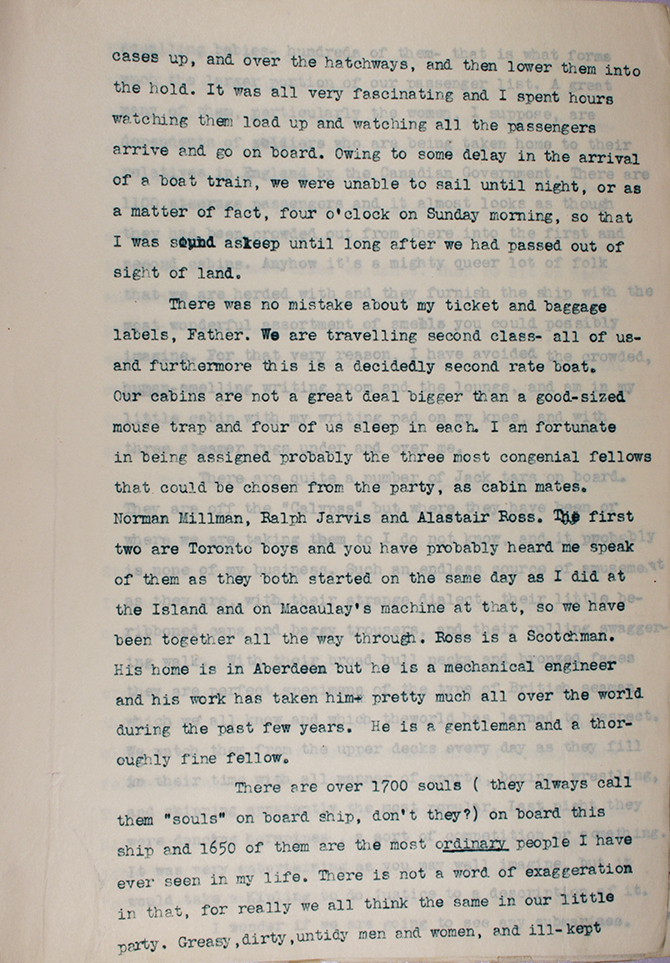 cases up, and over the hatchways, and then lower them into
the hold. It was all very fascinating and I spent hours
watching them load up and watching all the passengers
arrive and go on board. Owing to some delay in the arrival
of a boat train, we were unable to sail until night, or as
a matter of fact, four o'clock on Sunday morning, so that
I was sound asleep until long after we had passed out of
sight of land.
There was no mistake about my ticket and baggage
labels, Father. We are travelling second class- all of us-
and furthermore this is a decidedly second rate boat.
Our cabins are not a great deal bigger than a good-sized
mouse trap and four of us sleep in each. I am fortunate
in being assigned probably the three most congenial fellows
that could be chosen from the party, as cabin mates.
Norman Millman, Ralph Jarvis and Alastair Ross. The first
two are Toronto boys and you have probably heard me speak
of them as they both started on the same day as I did at
the Island and on Macaulay's machine at that, so we have
been together all the way through. Ross is a Scotchman.
His home is in Aberdeen but he is a mechanical engineer
and his work has taken him pretty much all over the world
during the past few years. He is a gentleman and a thor-
oughly fine fellow.
There are over 1700 souls ( they always call
them "souls" on board ship, don't they?) on board this
ship and 1650 of them are the most ordinary people I have
ever seen in my life. There is not a word of exaggeration
in that, for really we all think the same in our little
party. Greasy,dirty,untidy men and women, and ill-kept